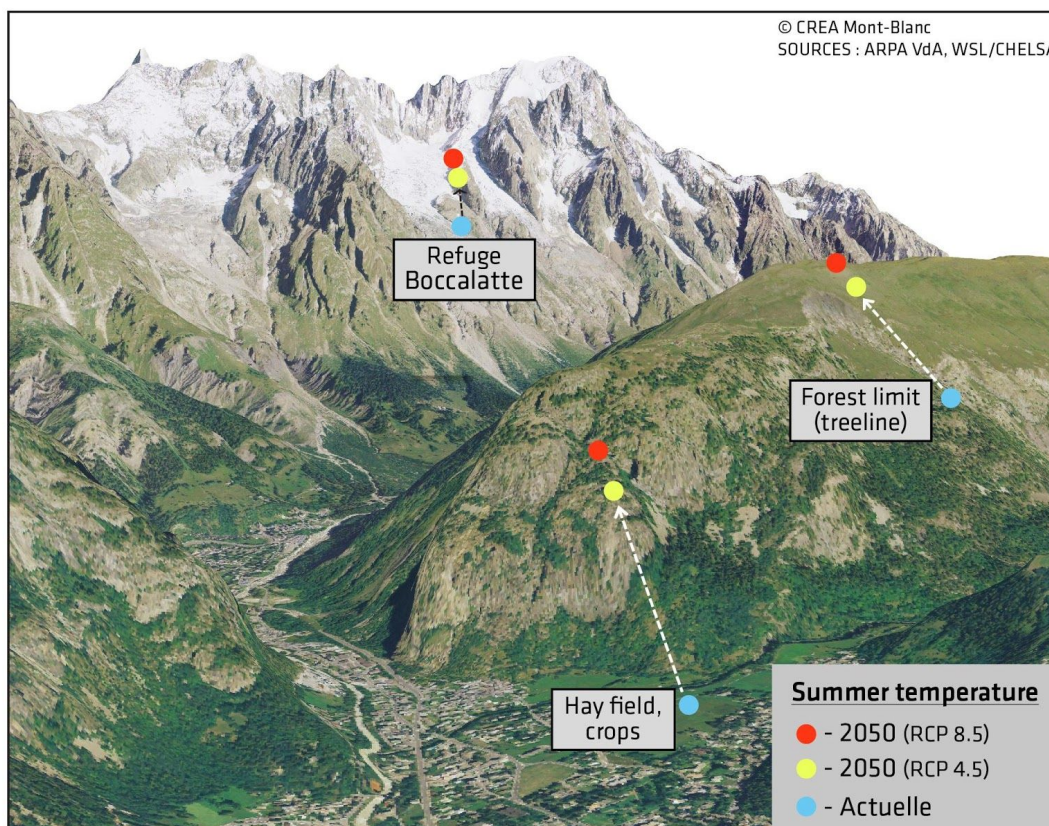 © CREA Mont-Blanc
SOURCES : ARPA VdA, WSL/CHELSA
Refuge
Boccalatte
Forest limit
(treeline)
Hay field,
crops
Summer temperature
- 2050 (RCP 8.5)
- 2050 (RCP 4.5)
- Actuelle